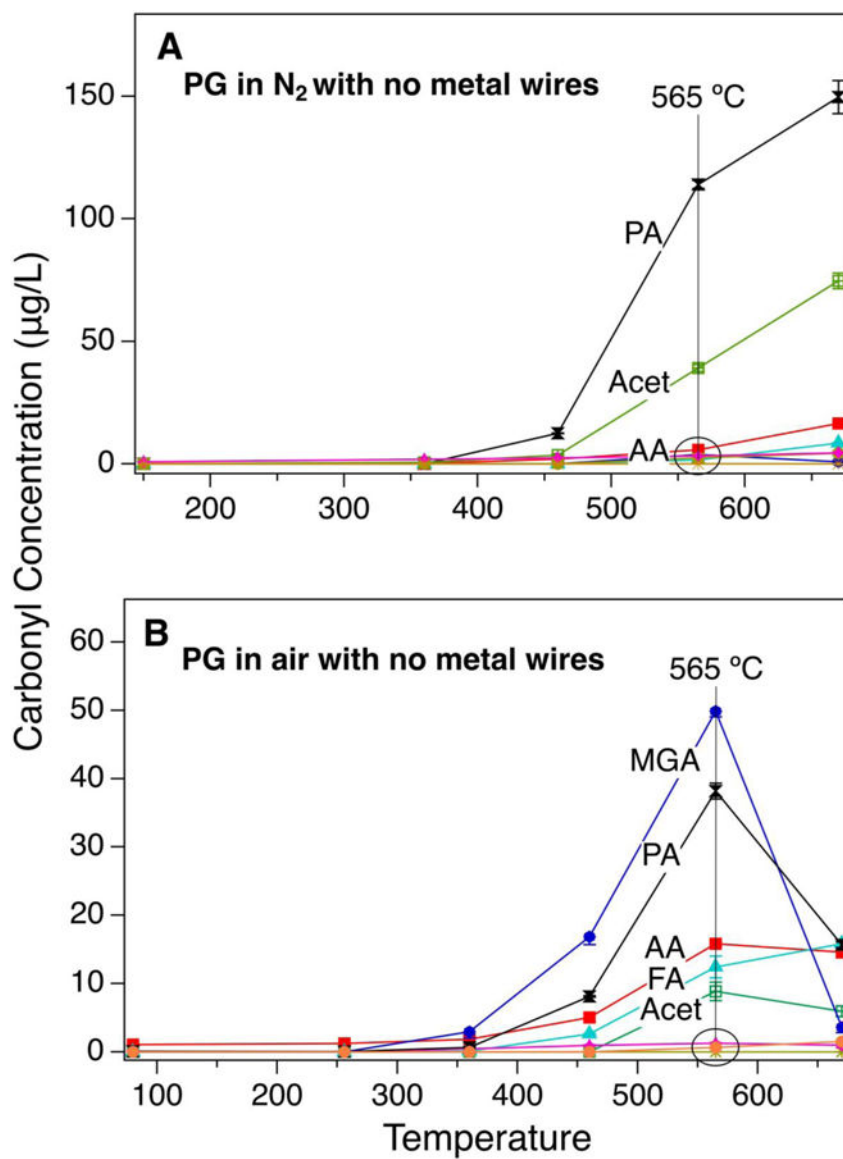 A
PG in N₂ with no metal wires
565 ºC
150
100
50
0
PA
Acet
AA
200
300
400
500
600
Carbonyl Concentration (µg/L)
B
PG in air with no metal wires
565 ºC
60
50
40
30
20
10
0
MGA
PA
AA
FA
Acet
100
200
300
400
500
600
Temperature